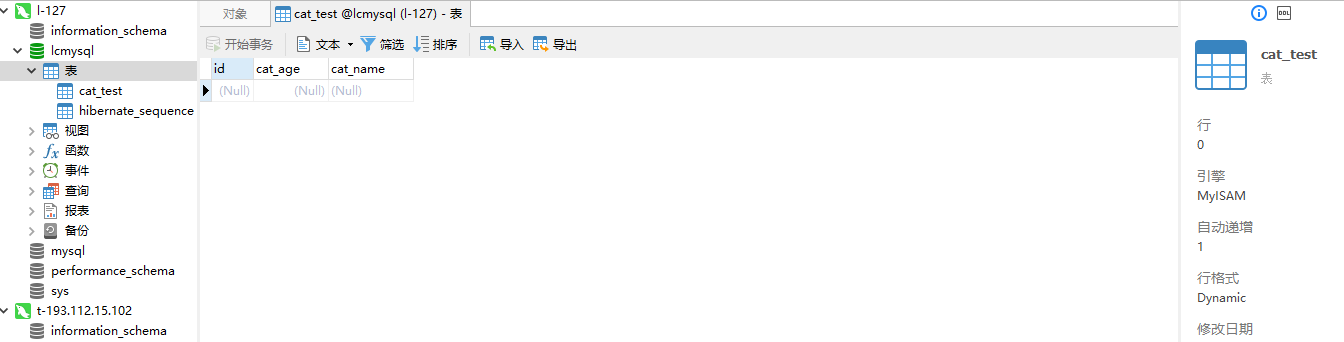 l-127
information_schema
lcmysql
表
cat_test
hibernate_sequence
视图
函数
事件
查询
报表
备份
mysql
performance_schema
sys
t-193.112.15.102
information_schema
对象
cat_test @lcmysql (l-127) - 表
开始事务 文本 筛选 排序 导入 导出
id cat_age cat_name
(Null) (Null) (Null)
DDL
cat_test
表
行
0
引擎
MyISAM
自动递增
1
行格式
Dynamic
修改日期